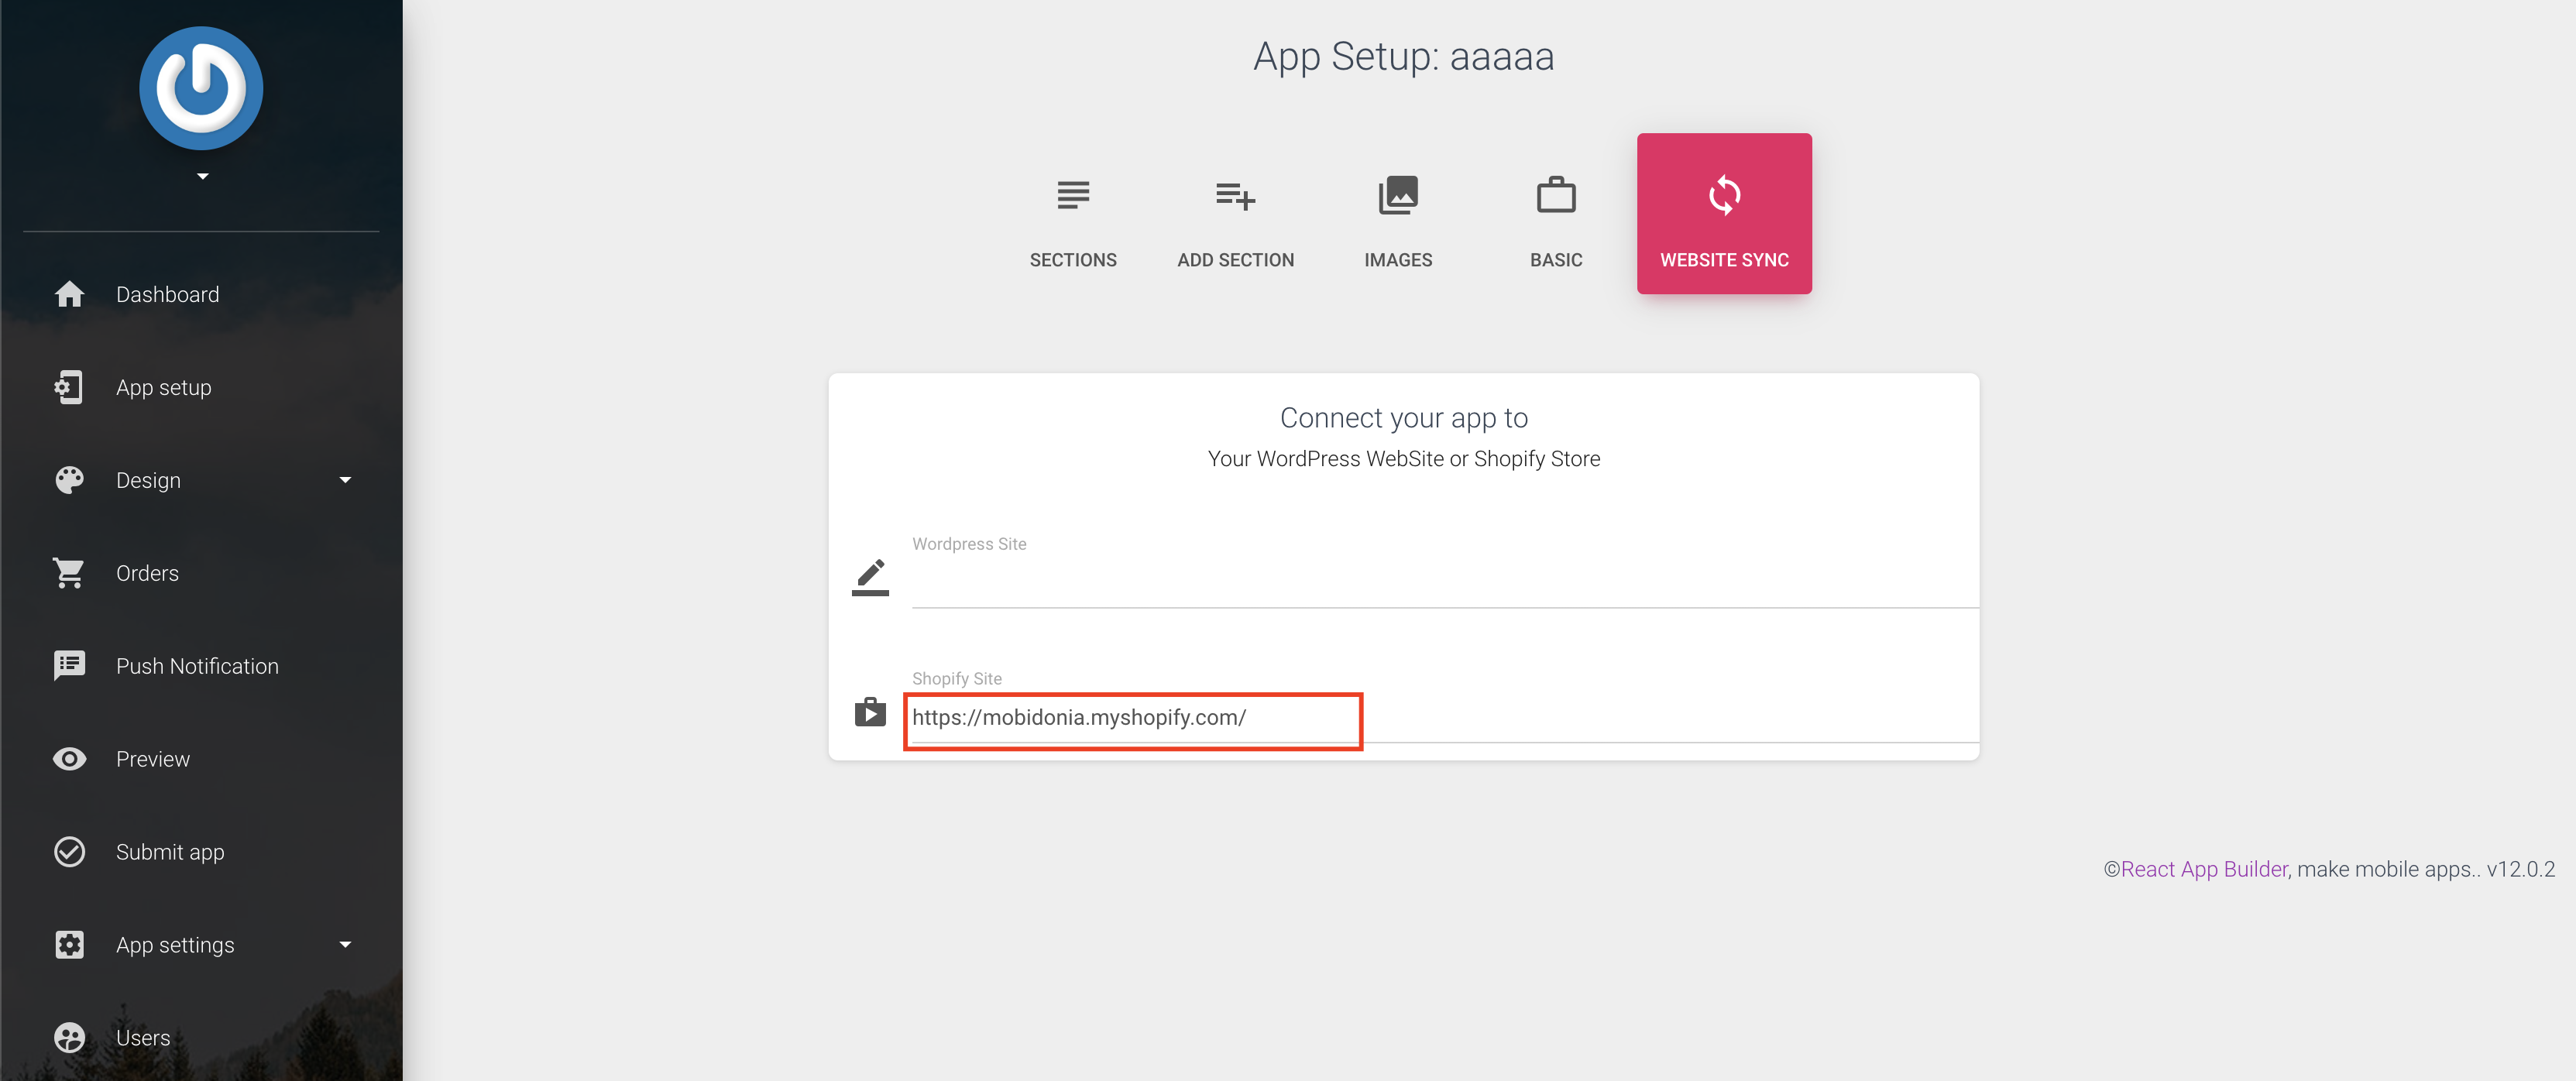 Dashboard
App setup
Design
Orders
Push Notification
Preview
Submit app
App settings
Users
App Setup: aaaaa
SECTIONS
ADD SECTION
IMAGES
BASIC
WEBSITE SYNC
Connect your app to
Your WordPress WebSite or Shopify Store
Wordpress Site
Shopify Site
https://mobidonia.myshopify.com/
©React App Builder, make mobile apps.. v12.0.2